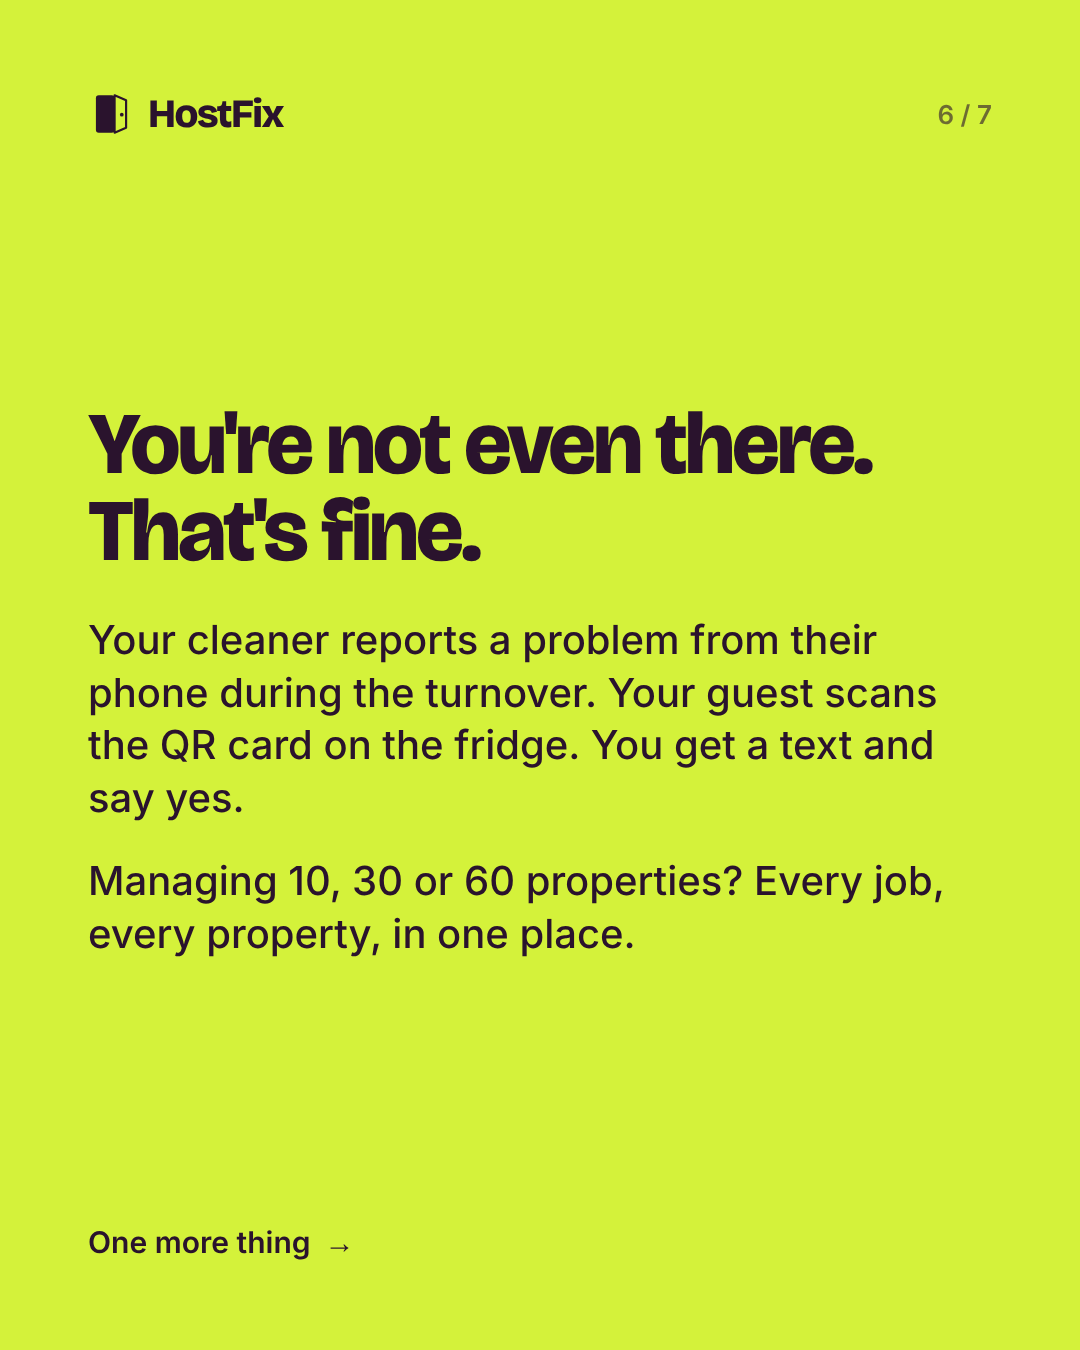 HostFix
6 / 7
You're not even there.
That's fine.
Your cleaner reports a problem from their
phone during the turnover. Your guest scans
the QR card on the fridge. You get a text and
say yes.
Managing 10, 30 or 60 properties? Every job,
every property, in one place.
One more thing →